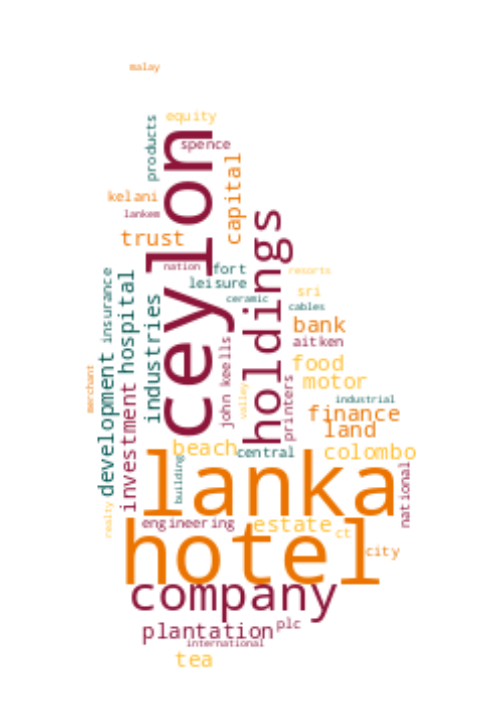 malay
equity
products
spence
ceylon
capital
kelani
lankem
trust
holdings
nation
fort
resorts
leisure
sri
ceramic
cables
insurance
hospital
industries
bank
aitken
john keells
food
motor
merchant
development
investment
valley
printers
industrial
finance
land
beach
central
colombo
building
lanka
national
realty
engineering
estate
ct
hotel
city
company
plantation
plc
international
tea